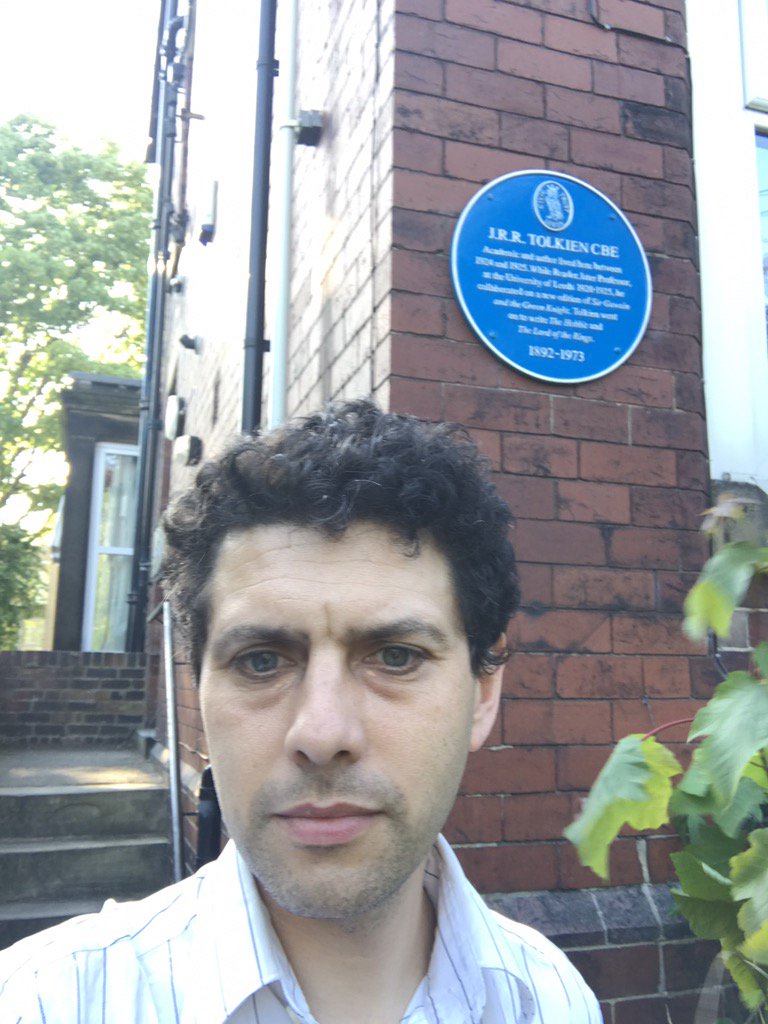 J.R.R. TOLKIEN CBE
Academic and author lived here between
1924 and 1925. While Reader, later Professor,
at the University of Leeds 1920-1925, he
collaborated on a new edition of Sir Gawain
and the Green Knight. Tolkien went
on to write The Hobbit and
The Lord of the Rings.
1892-1973